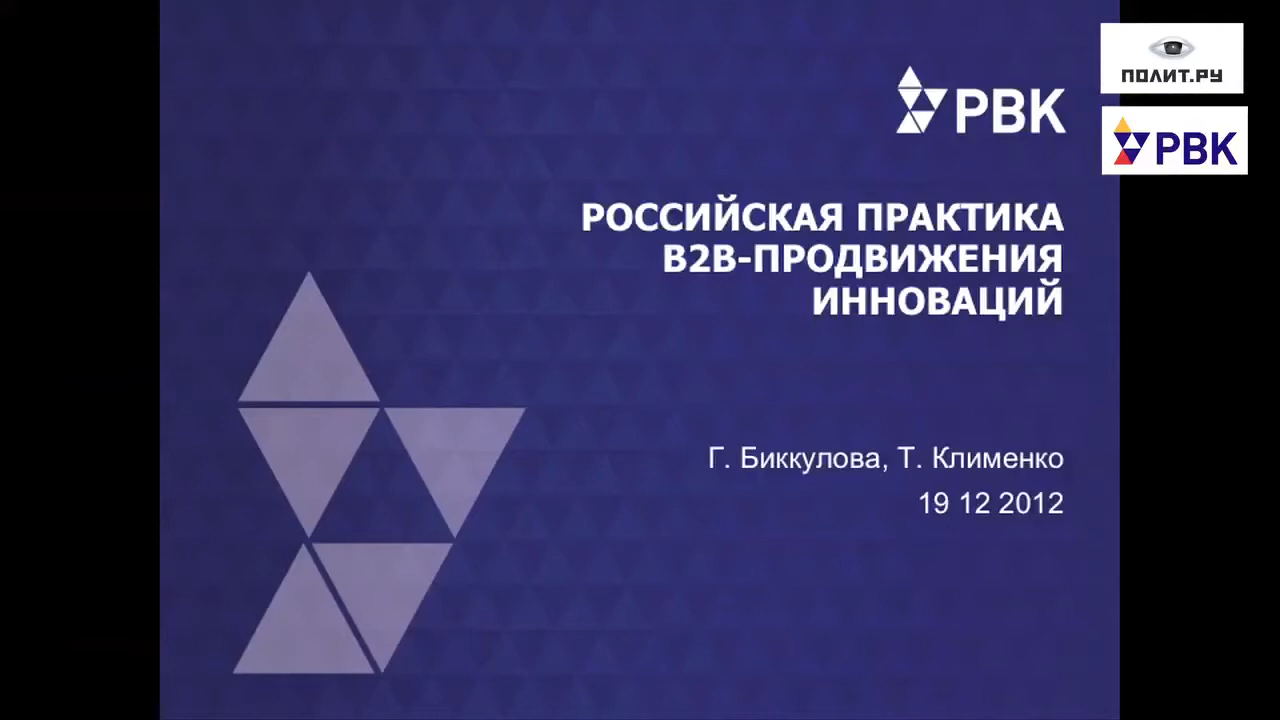 ПОЛИТ.РУ
РВК
РВК
РОССИЙСКАЯ ПРАКТИКА
B2B-ПРОДВИЖЕНИЯ
ИННОВАЦИЙ
Г. Биккулова, Т. Клименко
19 12 2012